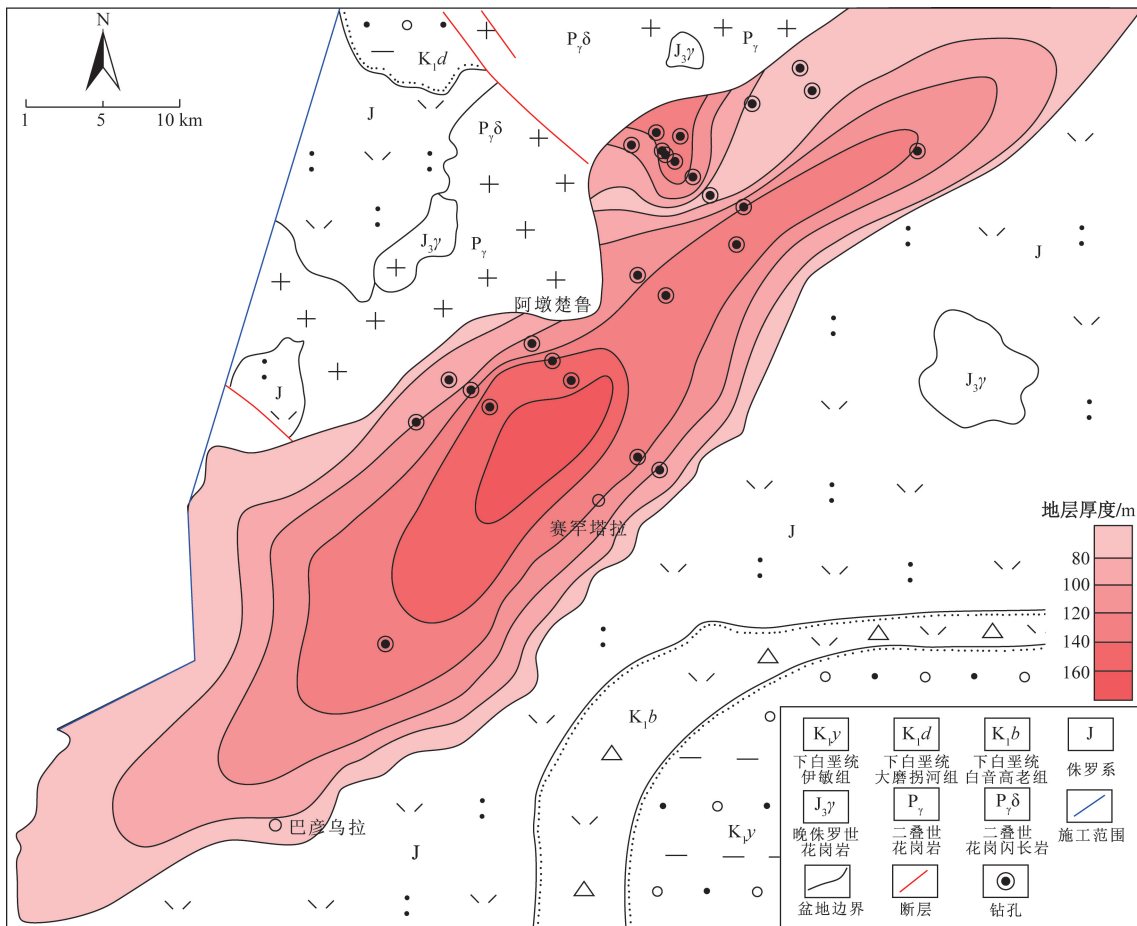 N
1 5 10 km
K₁d
Pᵧẟ
Pᵧ
J₃γ
J
Pᵧδ
J₃γ
Pᵧ
J
阿墩楚鲁
J
J₃γ
J
赛罕塔拉
K₁b
巴彦乌拉
J
K₁y
地层厚度/m
80
100
120
140
160
K₁y
K₁d
K₁b
J
下白垩统
伊敏组
下白垩统
大磨拐河组
下白垩统
白音高老组
侏罗系
J₃γ
Pᵧ
Pᵧδ
晚侏罗世
花岗岩
二叠世
花岗岩
二叠世
花岗闪长岩
施工范围
盆地边界
断层
钻孔